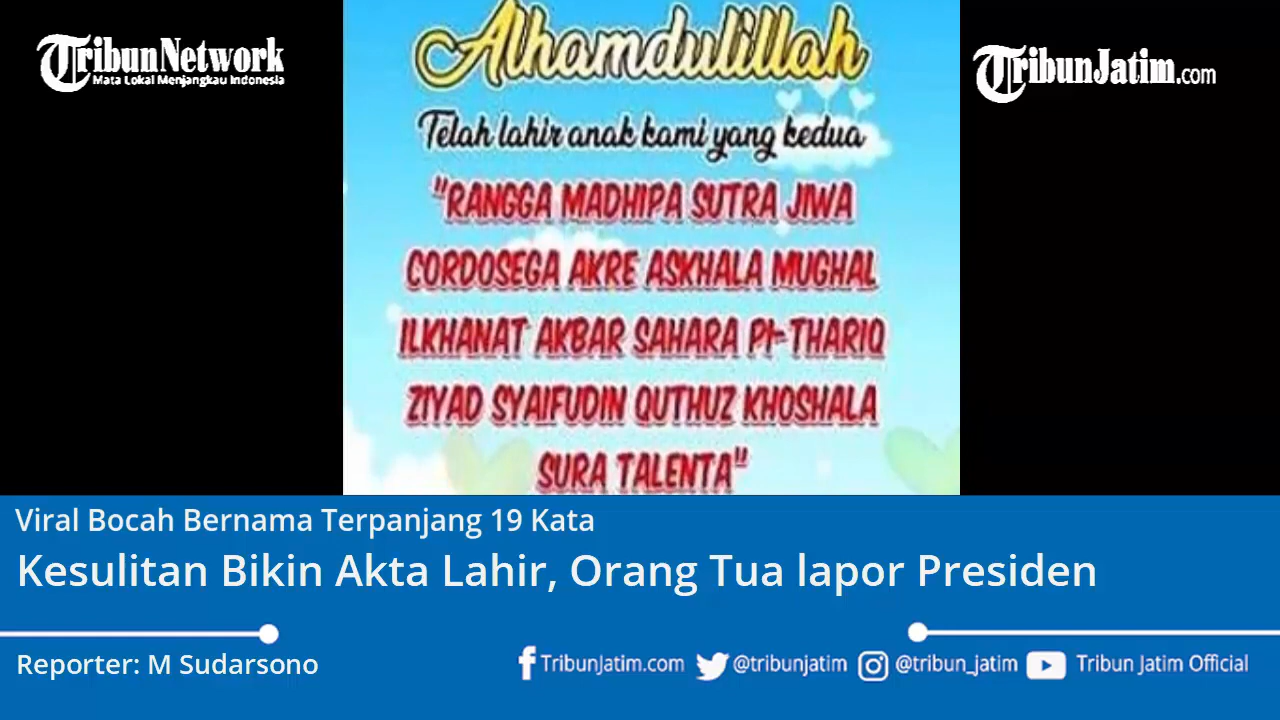 TribunNetwork
Mata Lokal Menjangkau Indonesia
TribunJatim.com
Alhamdulillah
Telah lahir anak kami yang kedua
"RANGGA MADHIPA SUTRA JIWA
CORDOSEGA AKRE ASKHALA MUGHAL
ILKHANAT AKBAR SAHARA PI-THARIQ
ZIYAD SYAIFUDIN QUTHUZ KHOSHALA
SURA TALENTA"
Viral Bocah Bernama Terpanjang 19 Kata
Kesulitan Bikin Akta Lahir, Orang Tua lapor Presiden
Reporter: M Sudarsono
TribunJatim.com @tribunjatim @tribun_jatim Tribun Jatim Official